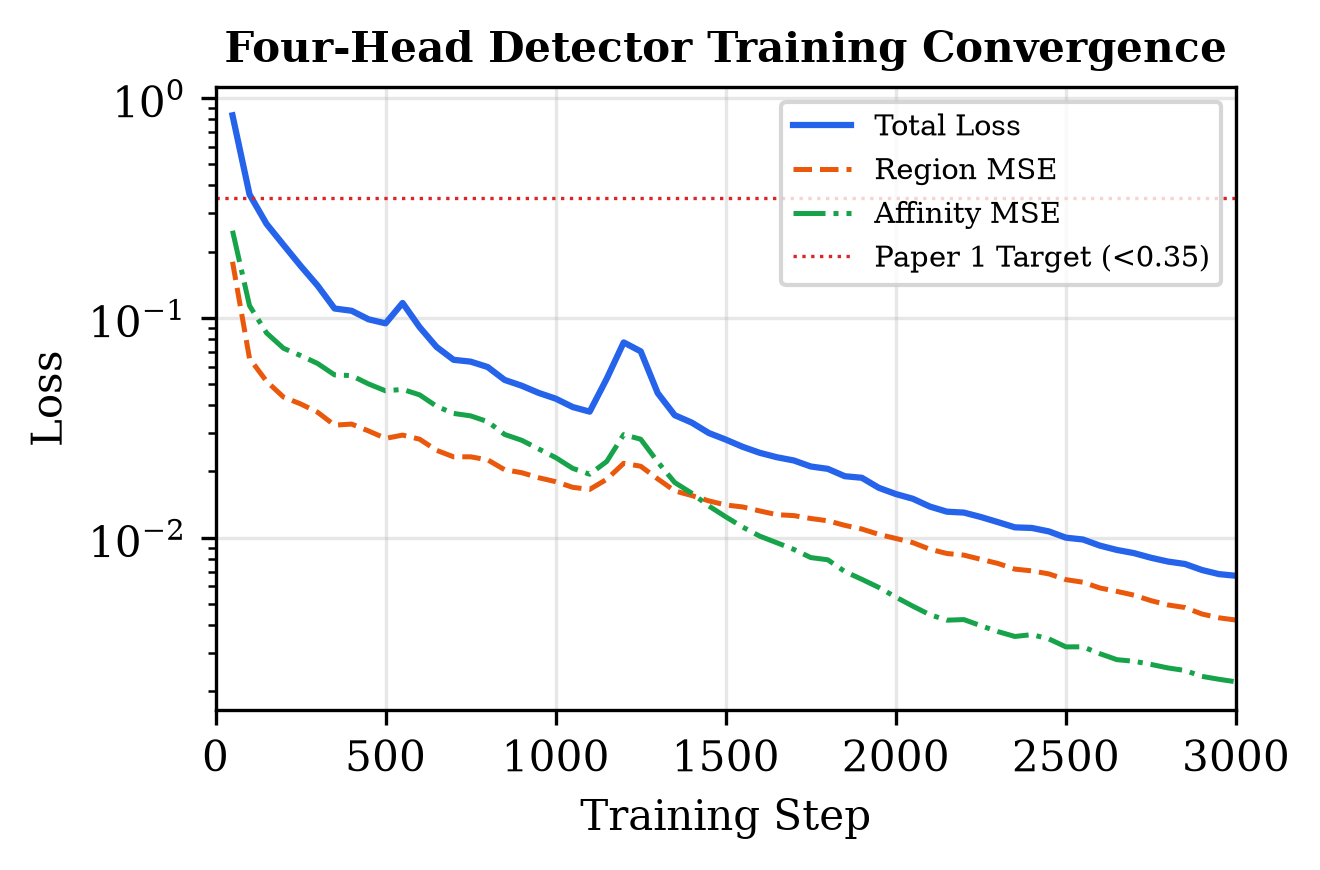 Four-Head Detector Training Convergence
10⁰
10⁻¹
10⁻²
Loss
Total Loss
Region MSE
Affinity MSE
Paper 1 Target (<0.35)
0 500 1000 1500 2000 2500 3000
Training Step